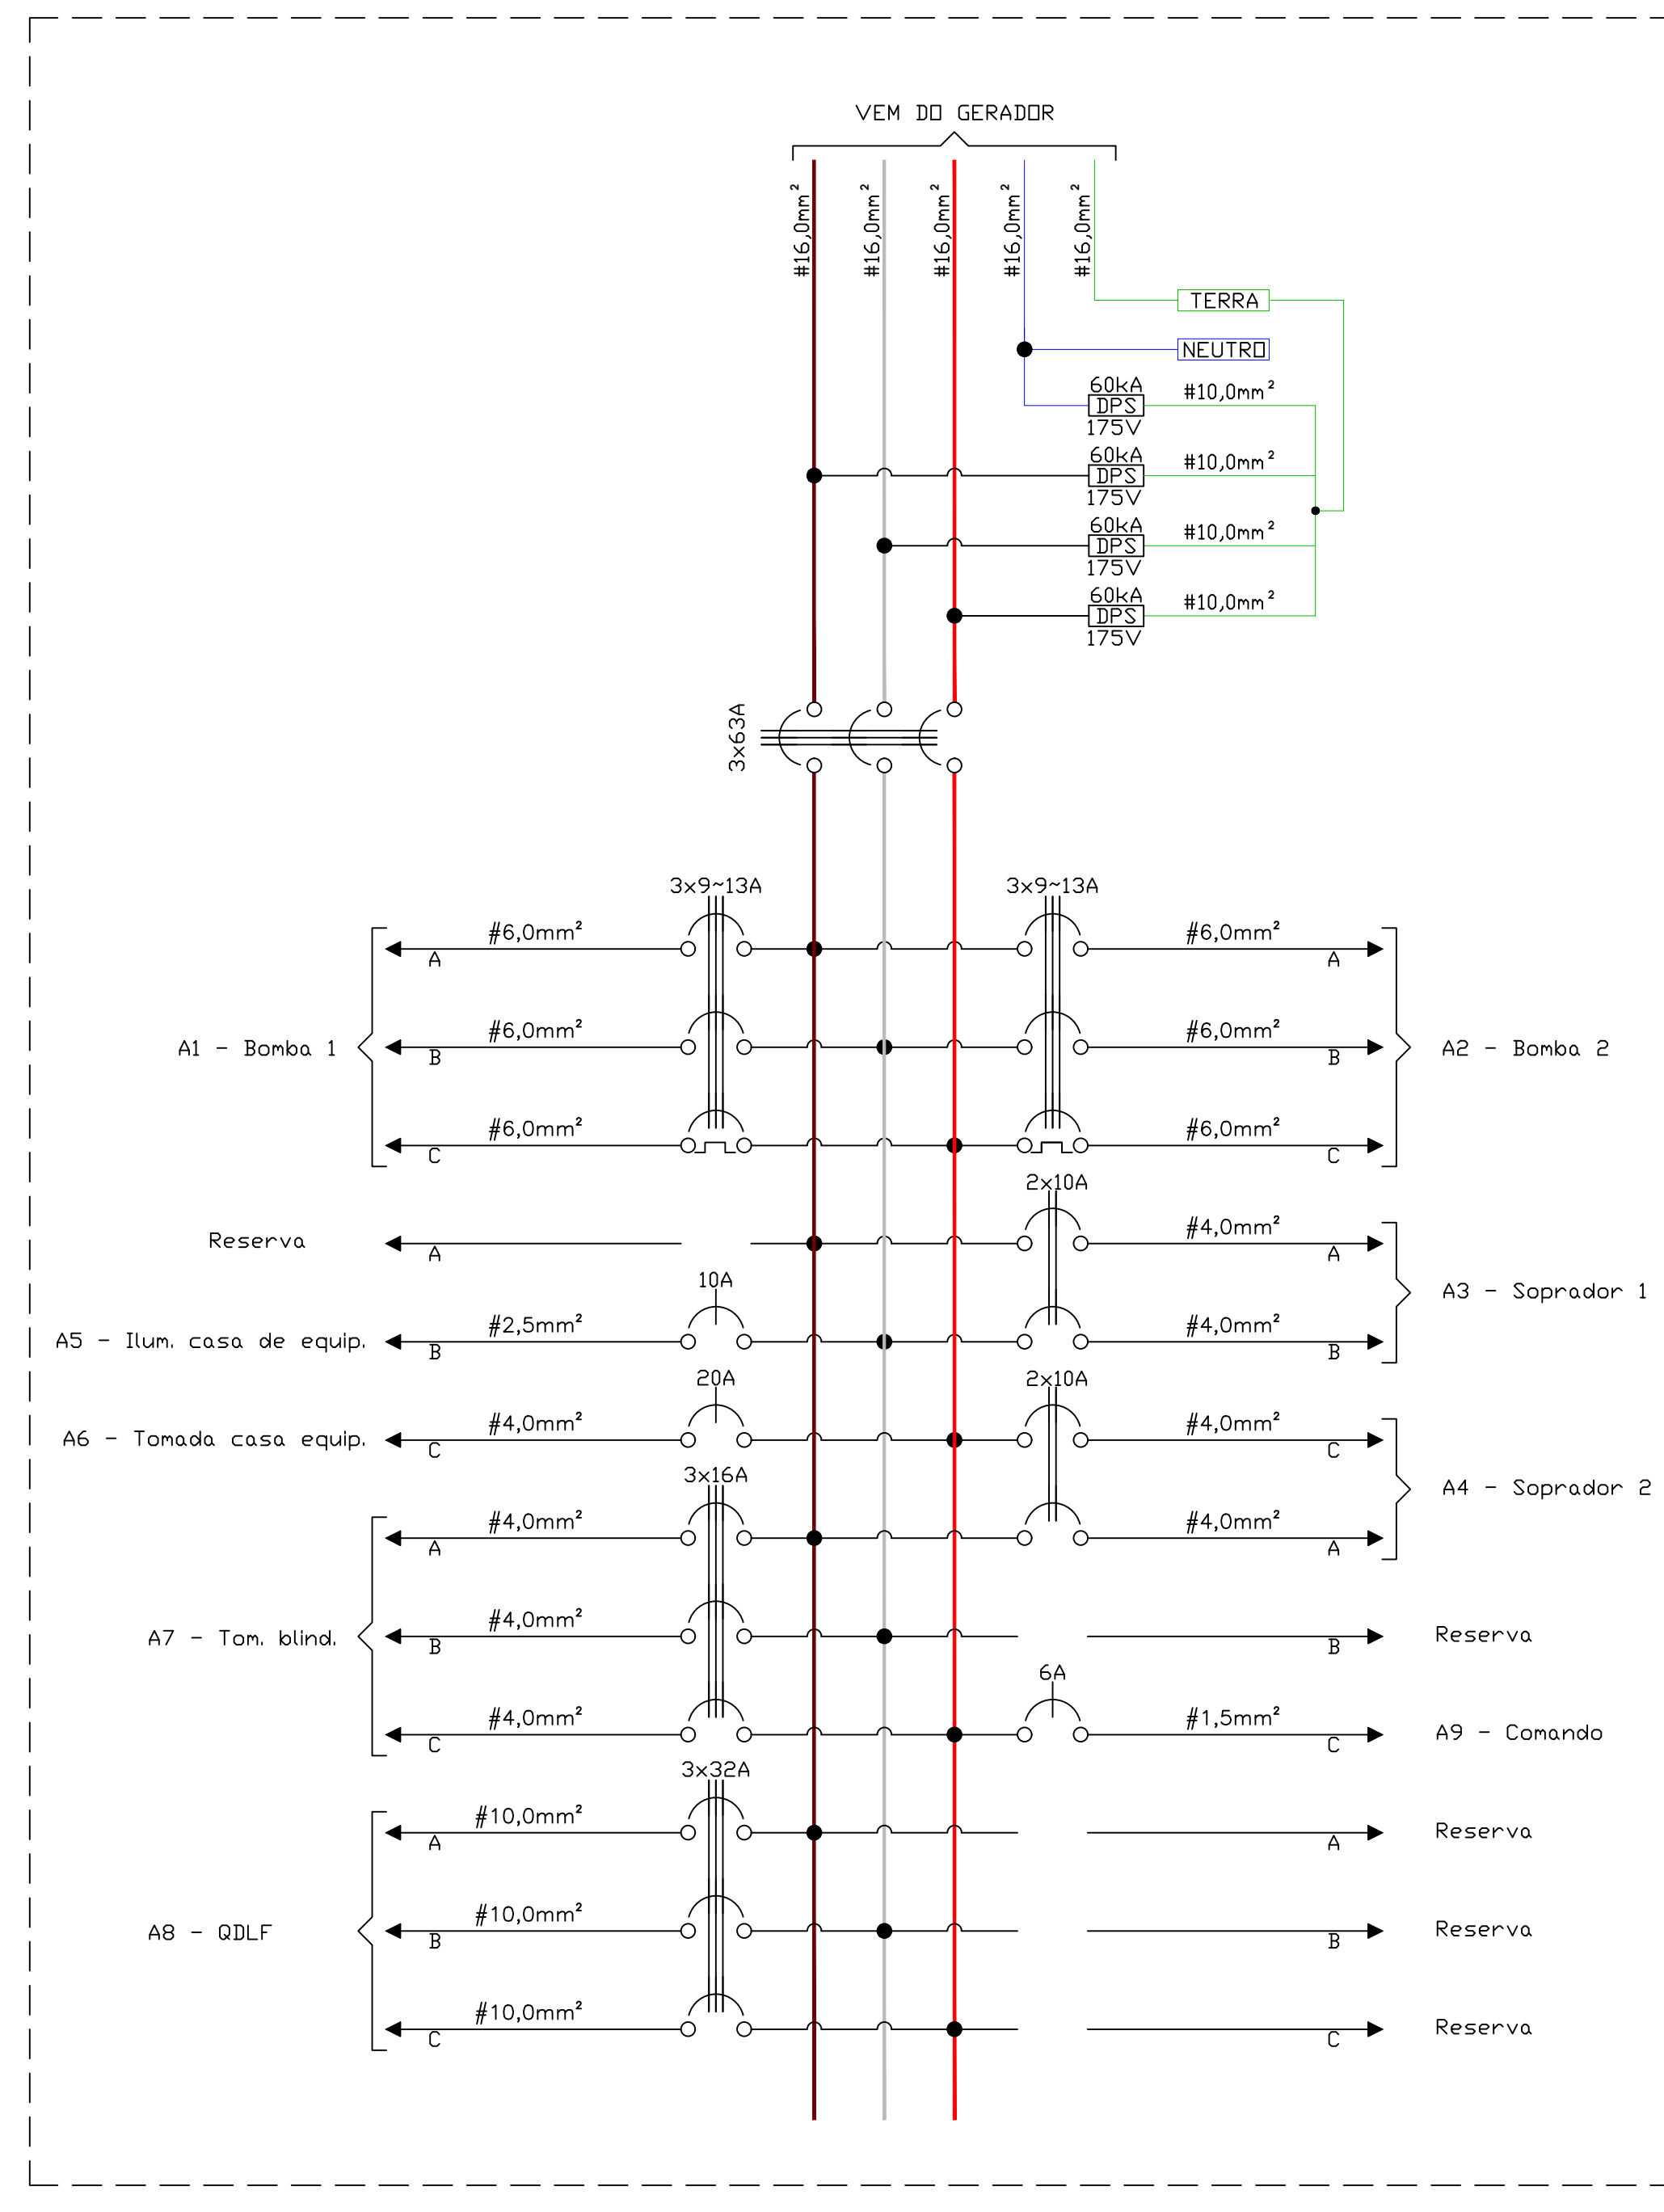 VEM DO GERADOR
#16,0mm²
#16,0mm²
#16,0mm²
#16,0mm²
#16,0mm²
TERRA
NEUTRO
60kA
DPS
175V
#10,0mm²
60kA
DPS
175V
#10,0mm²
60kA
DPS
175V
#10,0mm²
60kA
DPS
175V
#10,0mm²
3x63A
3x9~13A
3x9~13A
#6,0mm²
A
#6,0mm²
A
A1 - Bomba 1
#6,0mm²
B
#6,0mm²
B
A2 - Bomba 2
#6,0mm²
C
#6,0mm²
C
2x10A
Reserva
A
#4,0mm²
A
A3 - Soprador 1
10A
A5 - Ilum. casa de equip.
#2,5mm²
B
#4,0mm²
B
20A
2x10A
A6 - Tomada casa equip.
#4,0mm²
C
#4,0mm²
C
A4 - Soprador 2
3x16A
#4,0mm²
A
#4,0mm²
A
A7 - Tom. blind.
#4,0mm²
B
B
Reserva
6A
#4,0mm²
C
#1,5mm²
C
A9 - Comando
3x32A
#10,0mm²
A
A
Reserva
A8 - QDLF
#10,0mm²
B
B
Reserva
#10,0mm²
C
C
Reserva